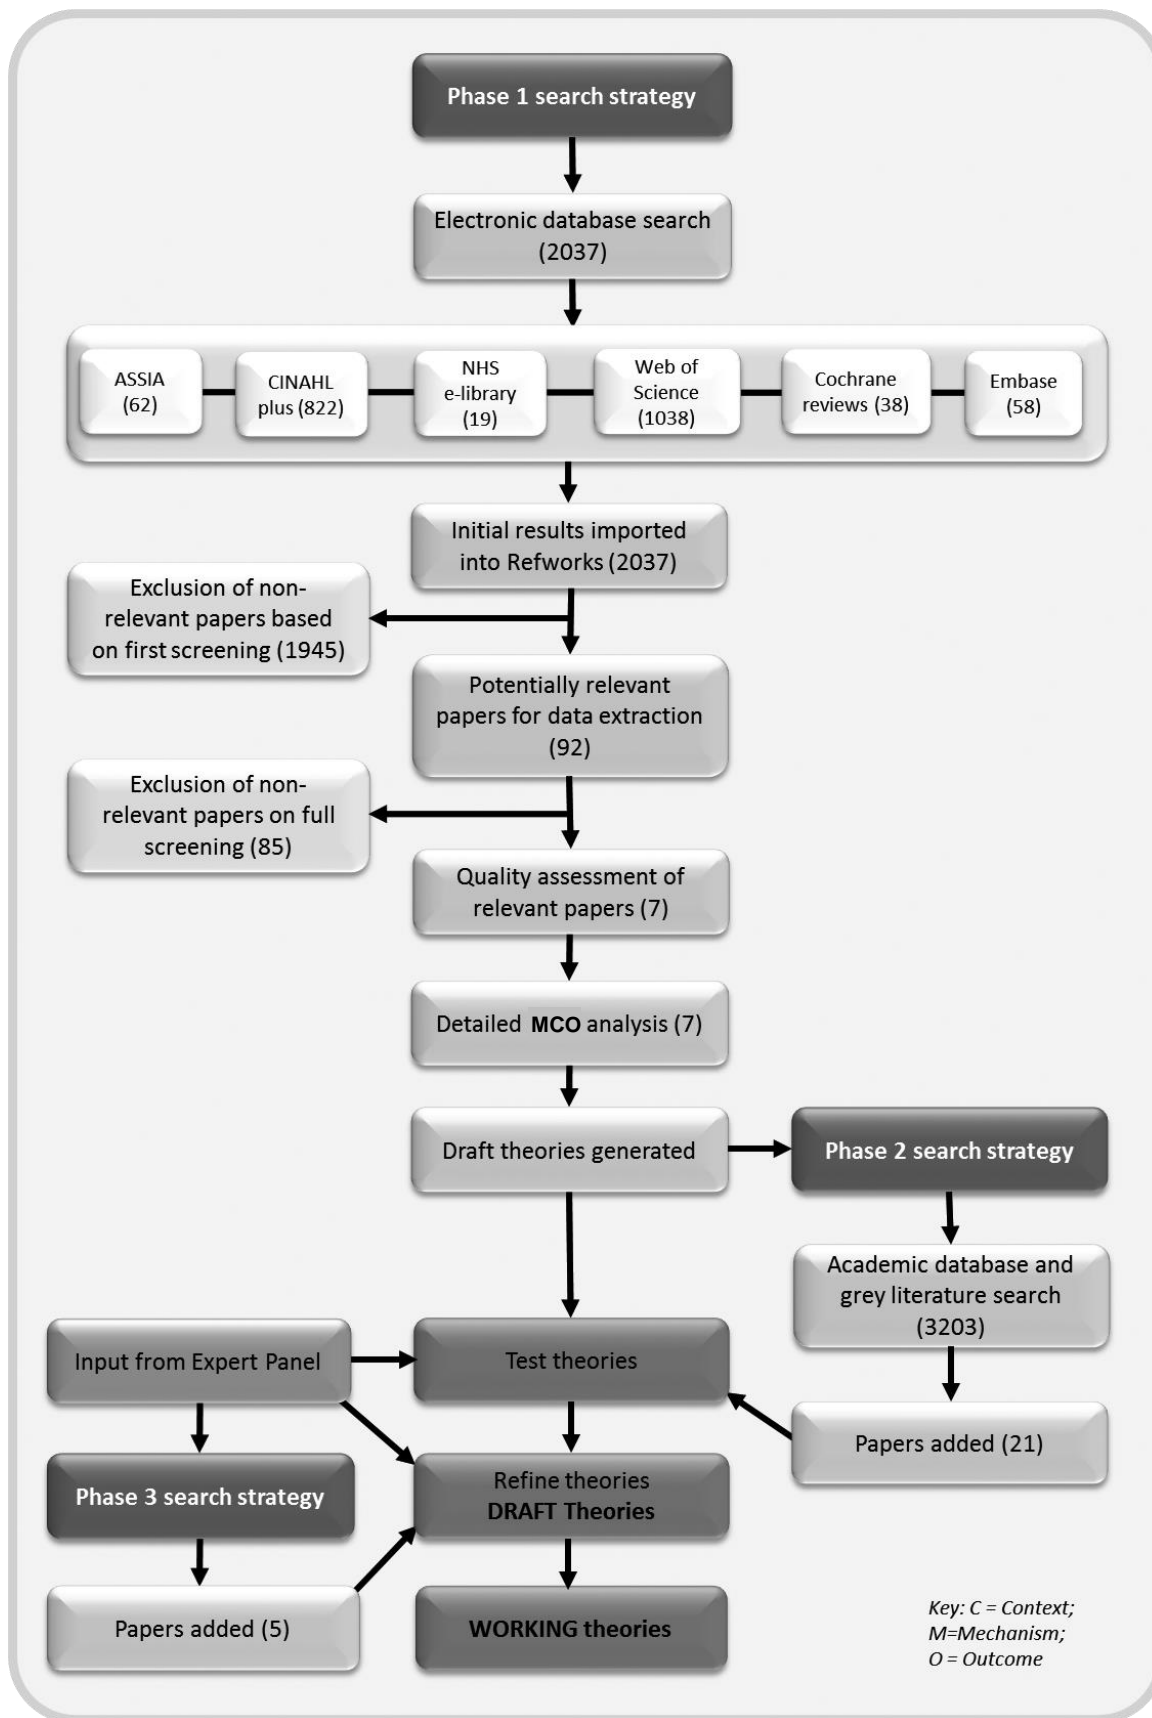 Phase 1 search strategy
Electronic database search
(2037)
ASSIA
(62)
CINAHL
plus (822)
NHS
e-library
(19)
Web of
Science
(1038)
Cochrane
reviews (38)
Embase
(58)
Initial results imported
into Refworks (2037)
Exclusion of non-
relevant papers based
on first screening (1945)
Potentially relevant
papers for data extraction
(92)
Exclusion of non-
relevant papers on full
screening (85)
Quality assessment of
relevant papers (7)
Detailed MCO analysis (7)
Draft theories generated
Phase 2 search strategy
Academic database and
grey literature search
(3203)
Input from Expert Panel
Test theories
Papers added (21)
Phase 3 search strategy
Refine theories
DRAFT Theories
Papers added (5)
WORKING theories
Key: C = Context;
M=Mechanism;
O = Outcome